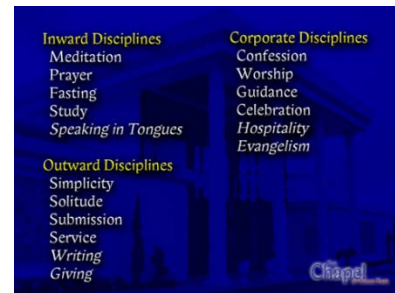 Inward Disciplines
Meditation
Prayer
Fasting
Study
Speaking in Tongues
Outward Disciplines
Simplicity
Solitude
Submission
Service
Writing
Giving
Corporate Disciplines
Confession
Worship
Guidance
Celebration
Hospitality
Evangelism
Chapel